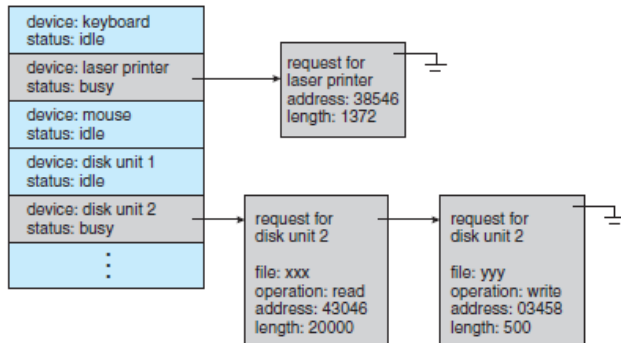 device: keyboard
status: idle
device: laser printer
status: busy
device: mouse
status: idle
device: disk unit 1
status: idle
device: disk unit 2
status: busy
request for
laser printer
address: 38546
length: 1372
request for
disk unit 2
file: xxx
operation: read
address: 43046
length: 20000
request for
disk unit 2
file: yyy
operation: write
address: 03458
length: 500